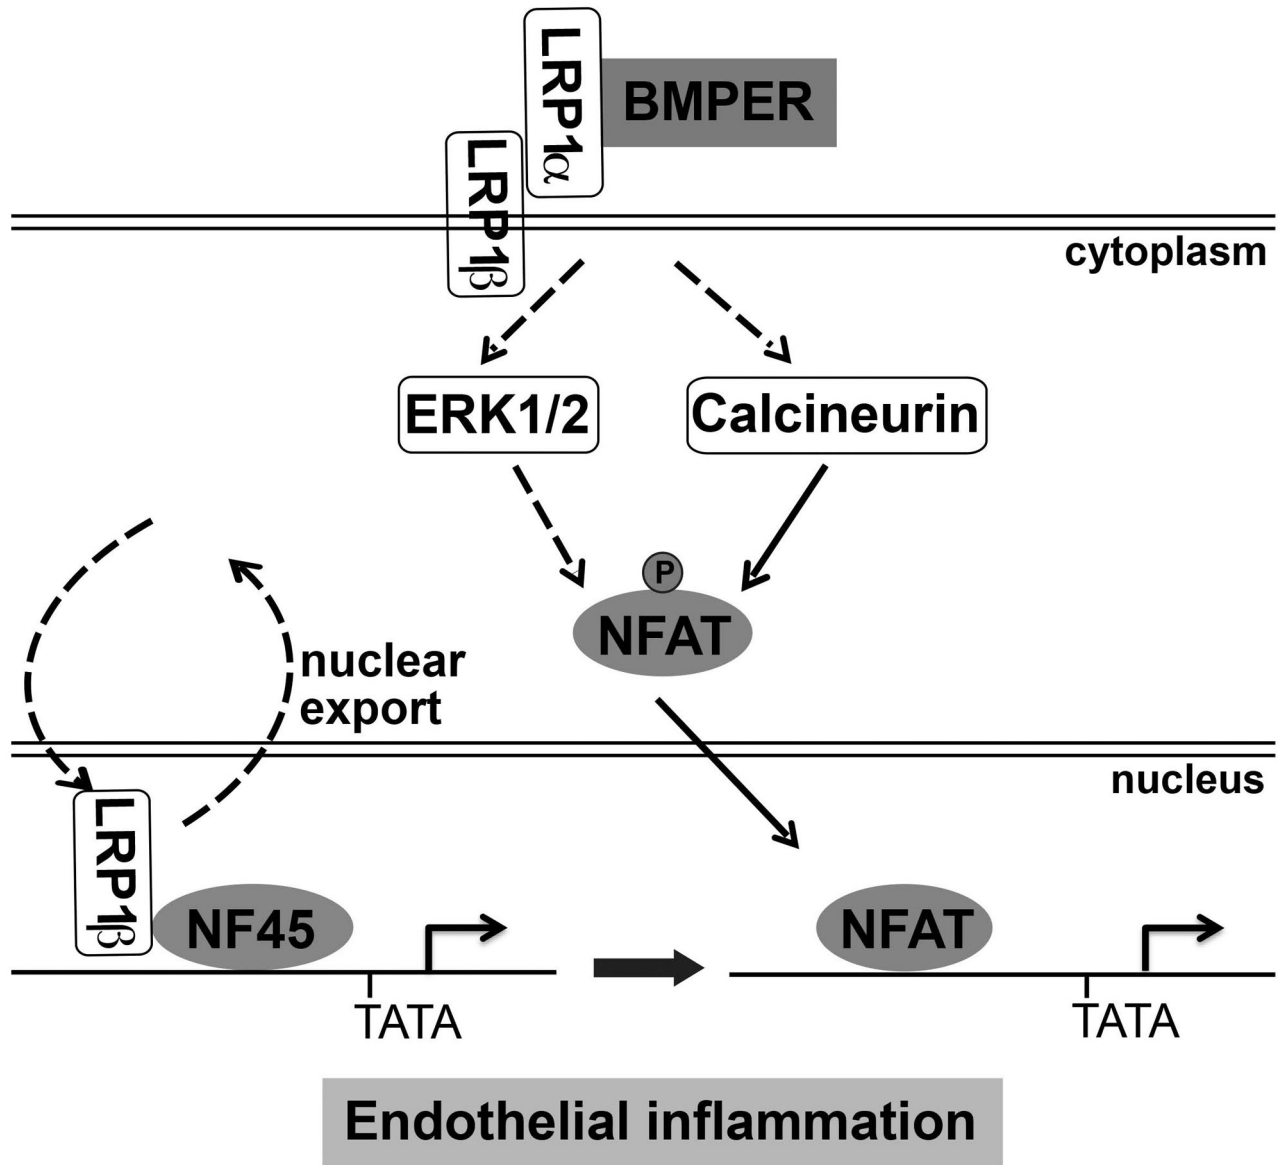 LRP1α
BMPER
LRP1β
cytoplasm
ERK1/2
Calcineurin
P
NFAT
nuclear
export
nucleus
LRP1β
NF45
NFAT
TATA
TATA
Endothelial inflammation